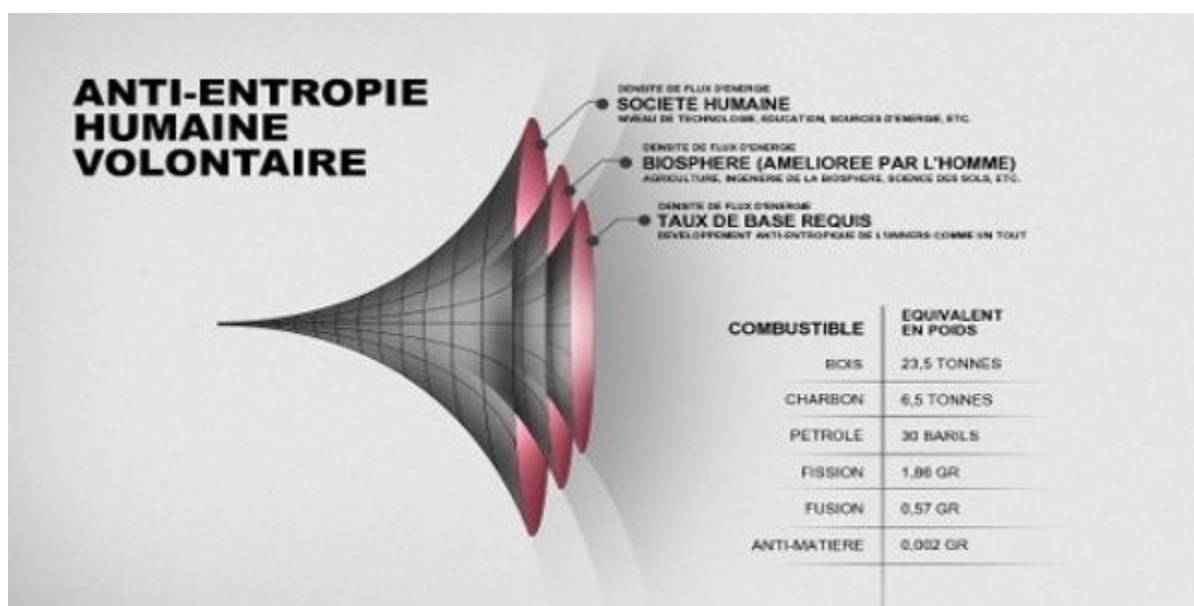 ANTI-ENTROPIE
HUMAINE
VOLONTAIRE
DENSITE DE FLUX D'ENERGIE
SOCIETE HUMAINE
NIVEAU DE TECHNOLOGIE, EDUCATION, SOURCES D'ENERGIE, ETC.
DENSITE DE FLUX D'ENERGIE
BIOSPHERE (AMELIOREE PAR L'HOMME)
AGRICULTURE, INGENIERIE DE LA BIOSPHERE, SCIENCE DES SOLS, ETC.
DENSITE DE FLUX D'ENERGIE
TAUX DE BASE REQUIS
DEVELOPPEMENT ANTI-ENTROPIQUE DE L'UNIVERS COMME UN TOUT
COMBUSTIBLE
EQUIVALENT
EN POIDS
BOIS 23,5 TONNES
CHARBON 6,5 TONNES
PETROLE 30 BARILS
FISSION 1,86 GR
FUSION 0,57 GR
ANTI-MATIERE 0,002 GR